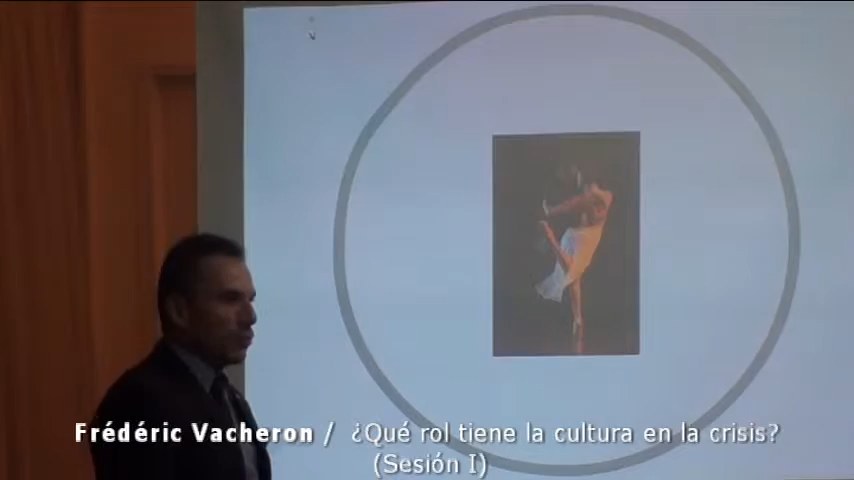 Frédéric Vacheron / ¿Qué rol tiene la cultura en la crisis?
(Sesión I)